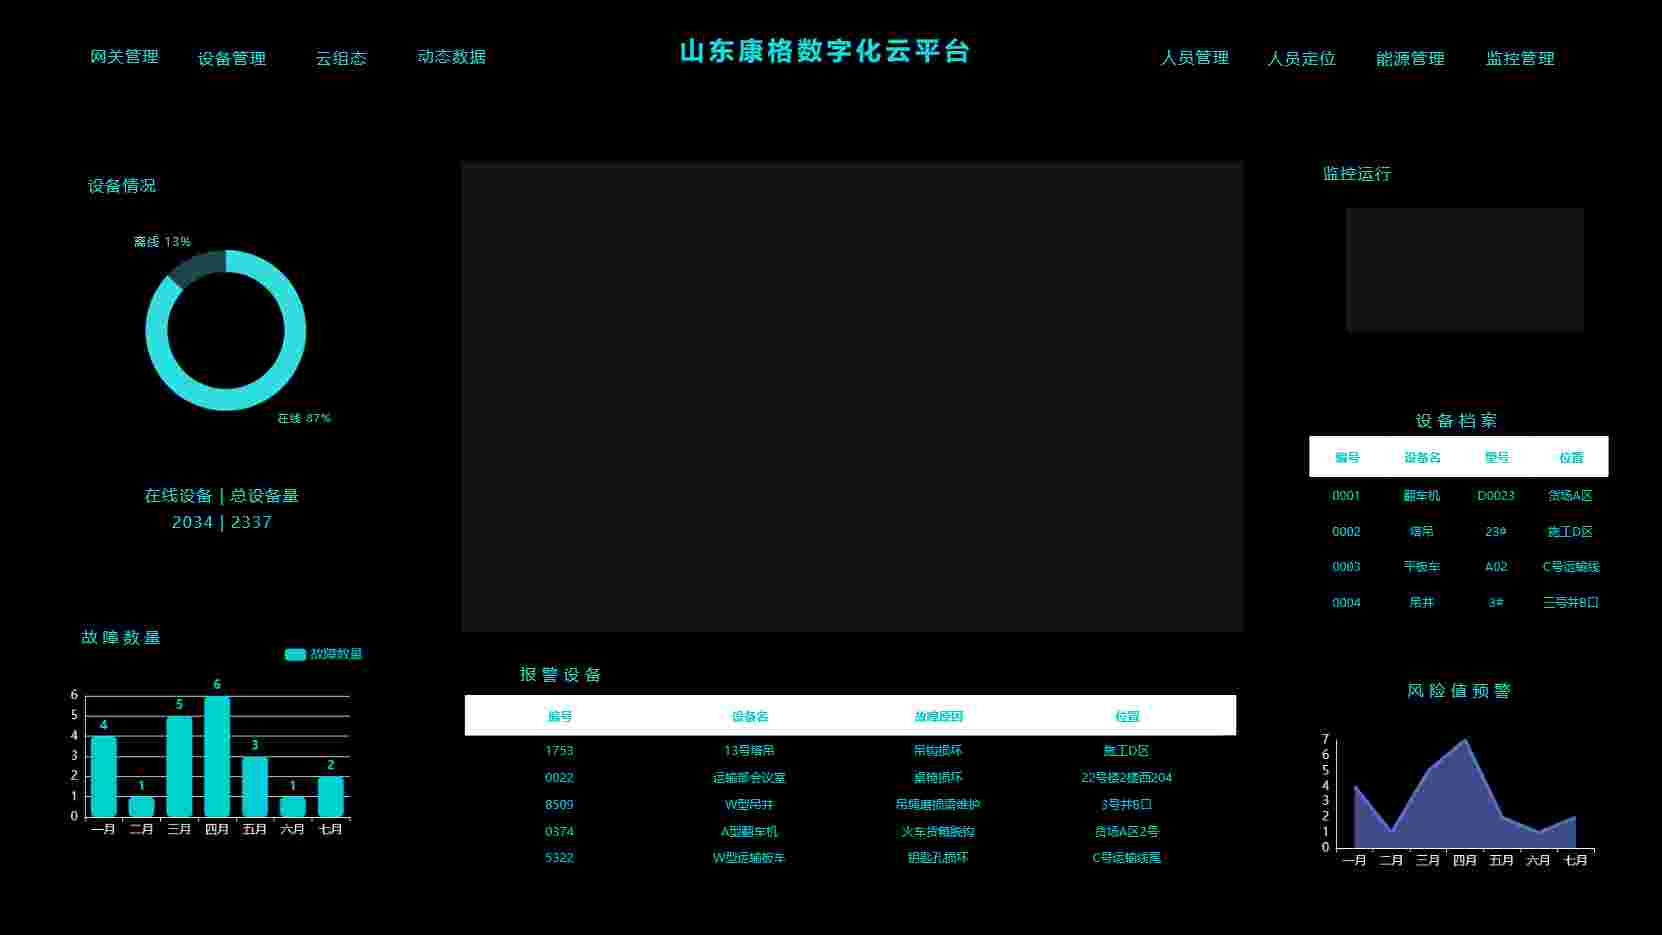 网关管理 设备管理 云组态 动态数据 山东康格数字化云平台 人员管理 人员定位 能源管理 监控管理
设备情况
离线 13%
在线 87%
在线设备 | 总设备量
2034 | 2337
故障数量
故障数量
6
5
4
3
2
1
0
4
1
5
6
3
1
2
一月 二月 三月 四月 五月 六月 七月
报警设备
编号 设备名 故障原因 位置
1753 13号塔吊 吊钩损坏 施工D区
0022 运输部会议室 桌椅损坏 22号楼2楼西204
8509 W型吊井 吊绳磨损需维护 3号井B口
0374 A型翻车机 火车货箱脱钩 货场A区2号
5322 W型运输板车 钥匙孔损坏 C号运输线尾
监控运行
设备档案
编号 设备名 型号 位置
0001 翻车机 D0023 货场A区
0002 塔吊 23# 施工D区
0003 平板车 A02 C号运输线
0004 吊井 3# 三号井B口
风险值预警
7
6
5
4
3
2
1
0
一月 二月 三月 四月 五月 六月 七月